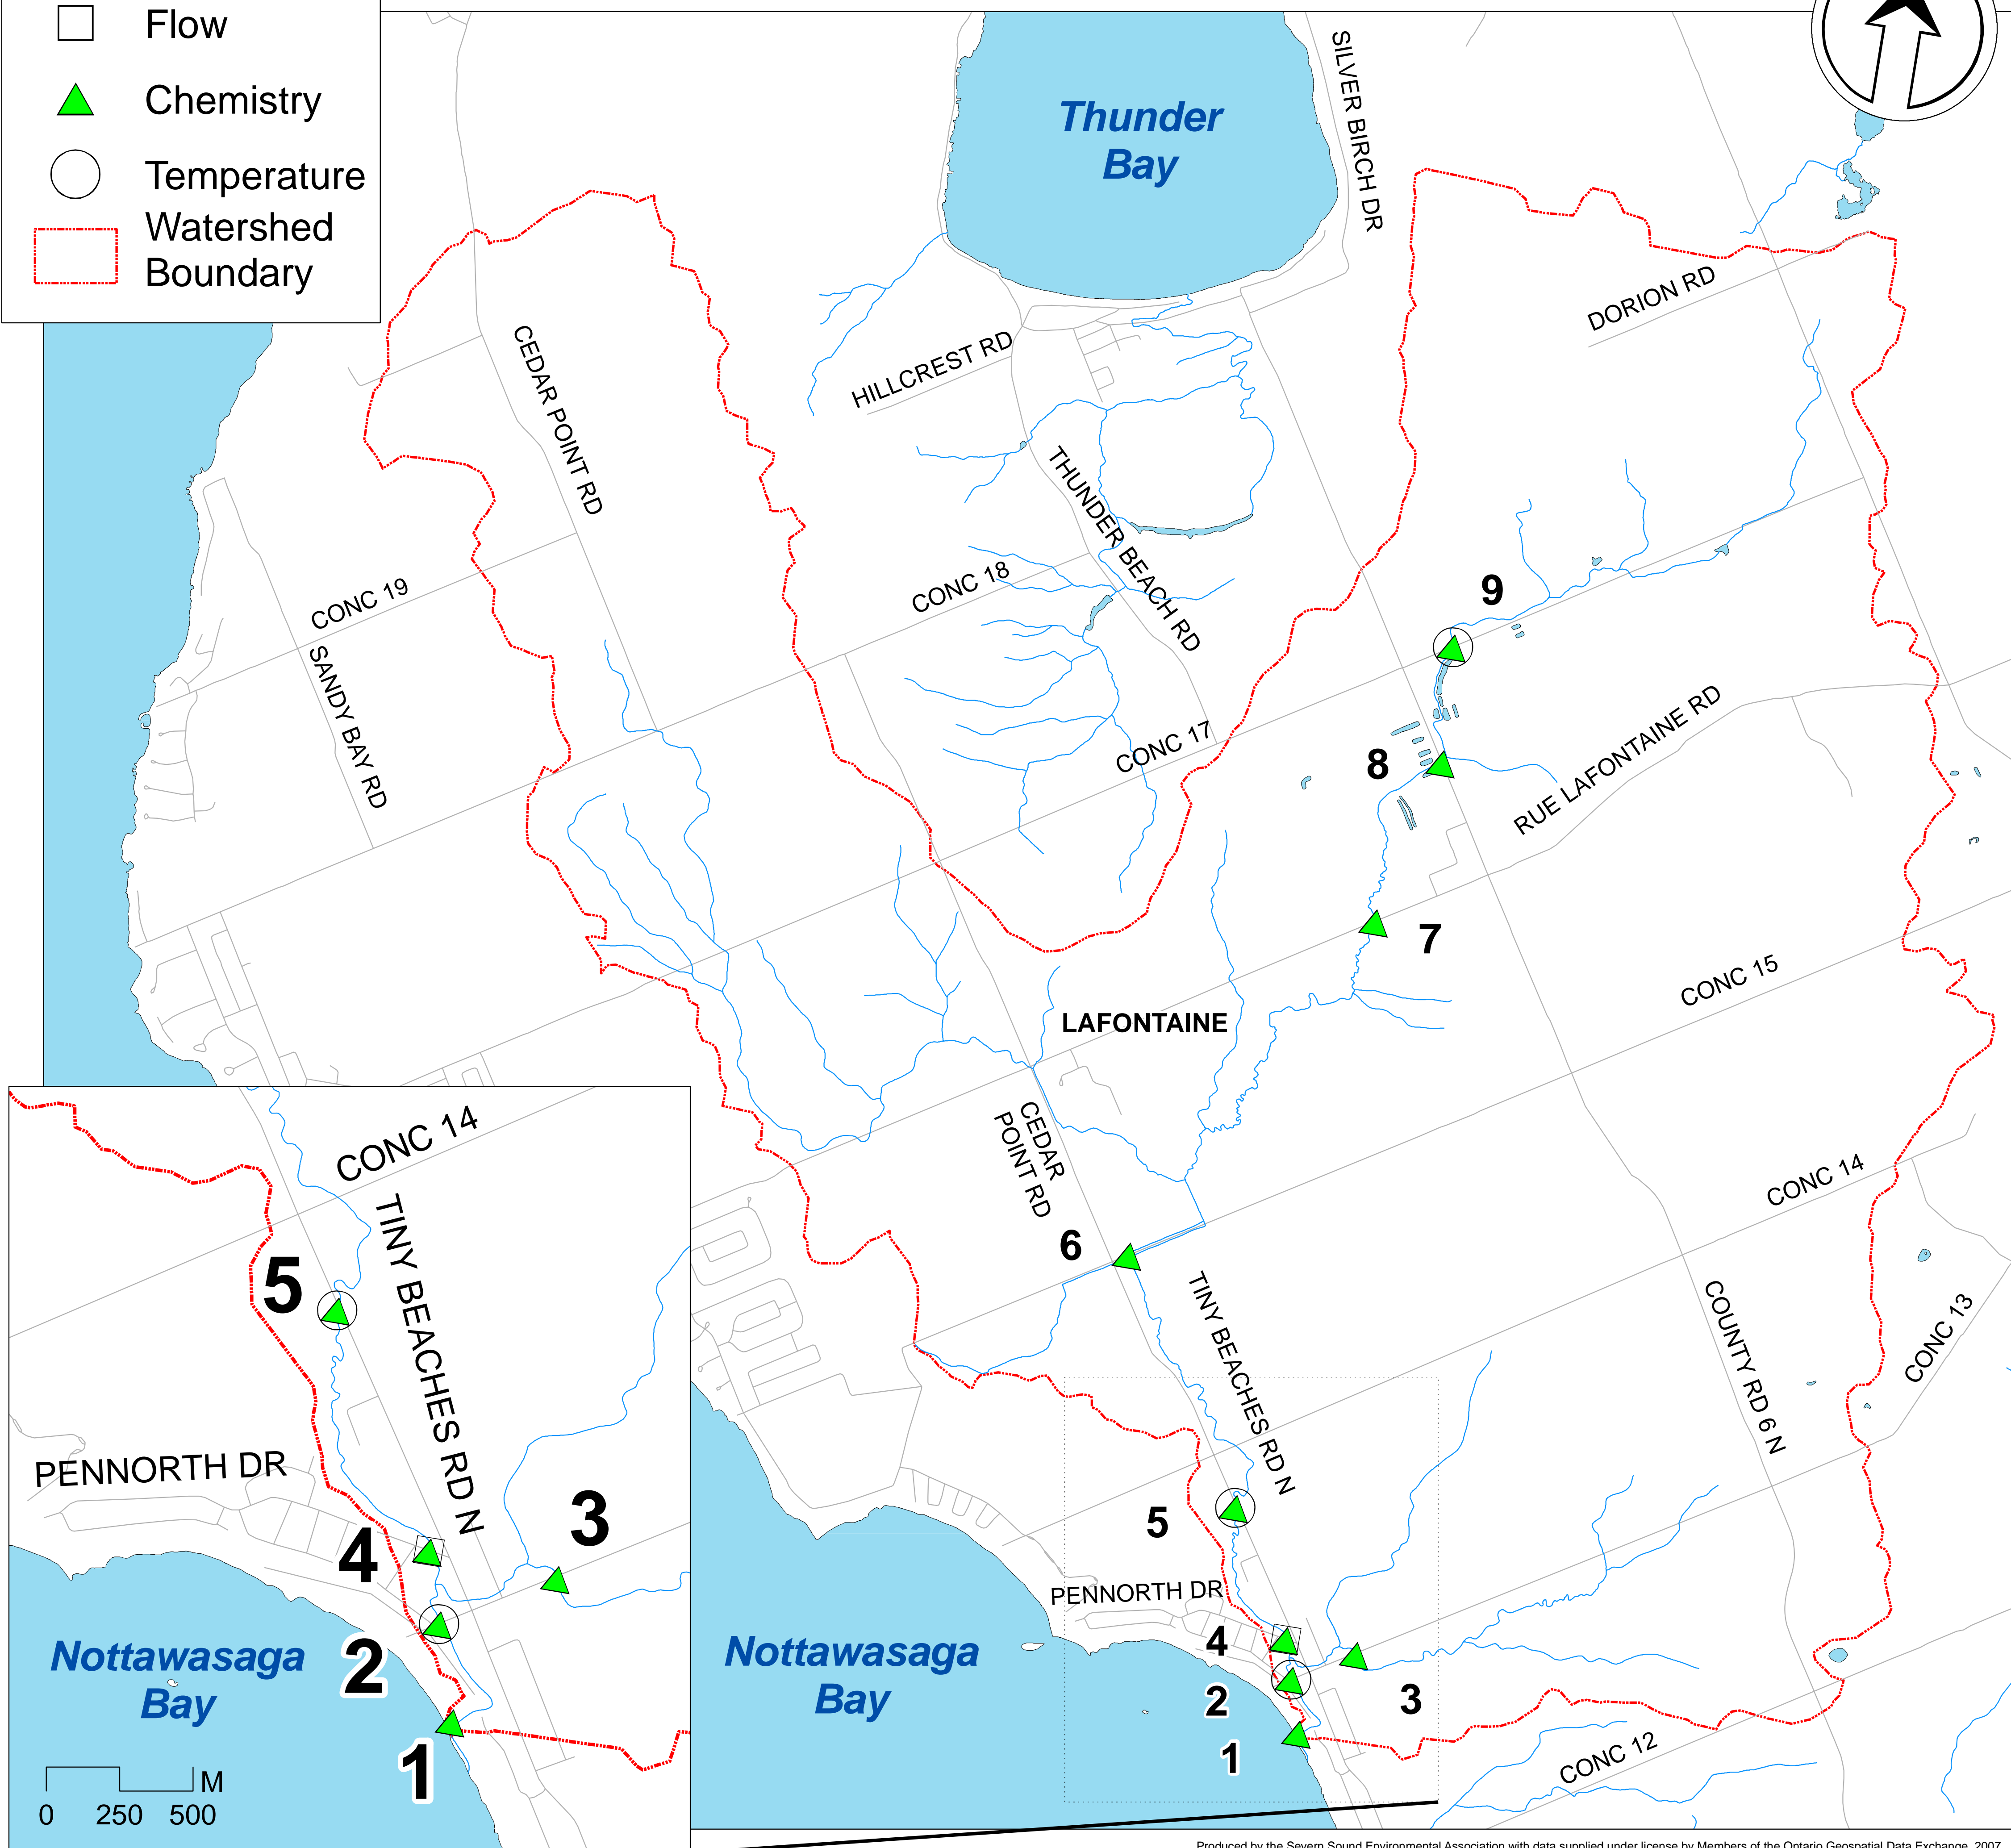 Flow
Chemistry
Temperature
Watershed
Boundary
Thunder
Bay
SILVER BIRCH DR
DORION RD
HILLCREST RD
CEDAR POINT RD
THUNDER BEACH RD
CONC 19
CONC 18
SANDY BAY RD
CONC 17
9
8
RUE LAFONTAINE RD
7
CONC 15
LAFONTAINE
CEDAR
POINT RD
CONC 14
6
TINY BEACHES RD N
COUNTY RD 6 N
CONC 13
5
PENNORTH DR
4
2
3
1
Nottawasaga
Bay
CONC 12
CONC 14
TINY BEACHES RD N
5
PENNORTH DR
3
4
2
Nottawasaga
Bay
1
M
0 250 500
Produced by the Severn Sound Environmental Association with data supplied under license by Members of the Ontario Geospatial Data Exchange, 2007